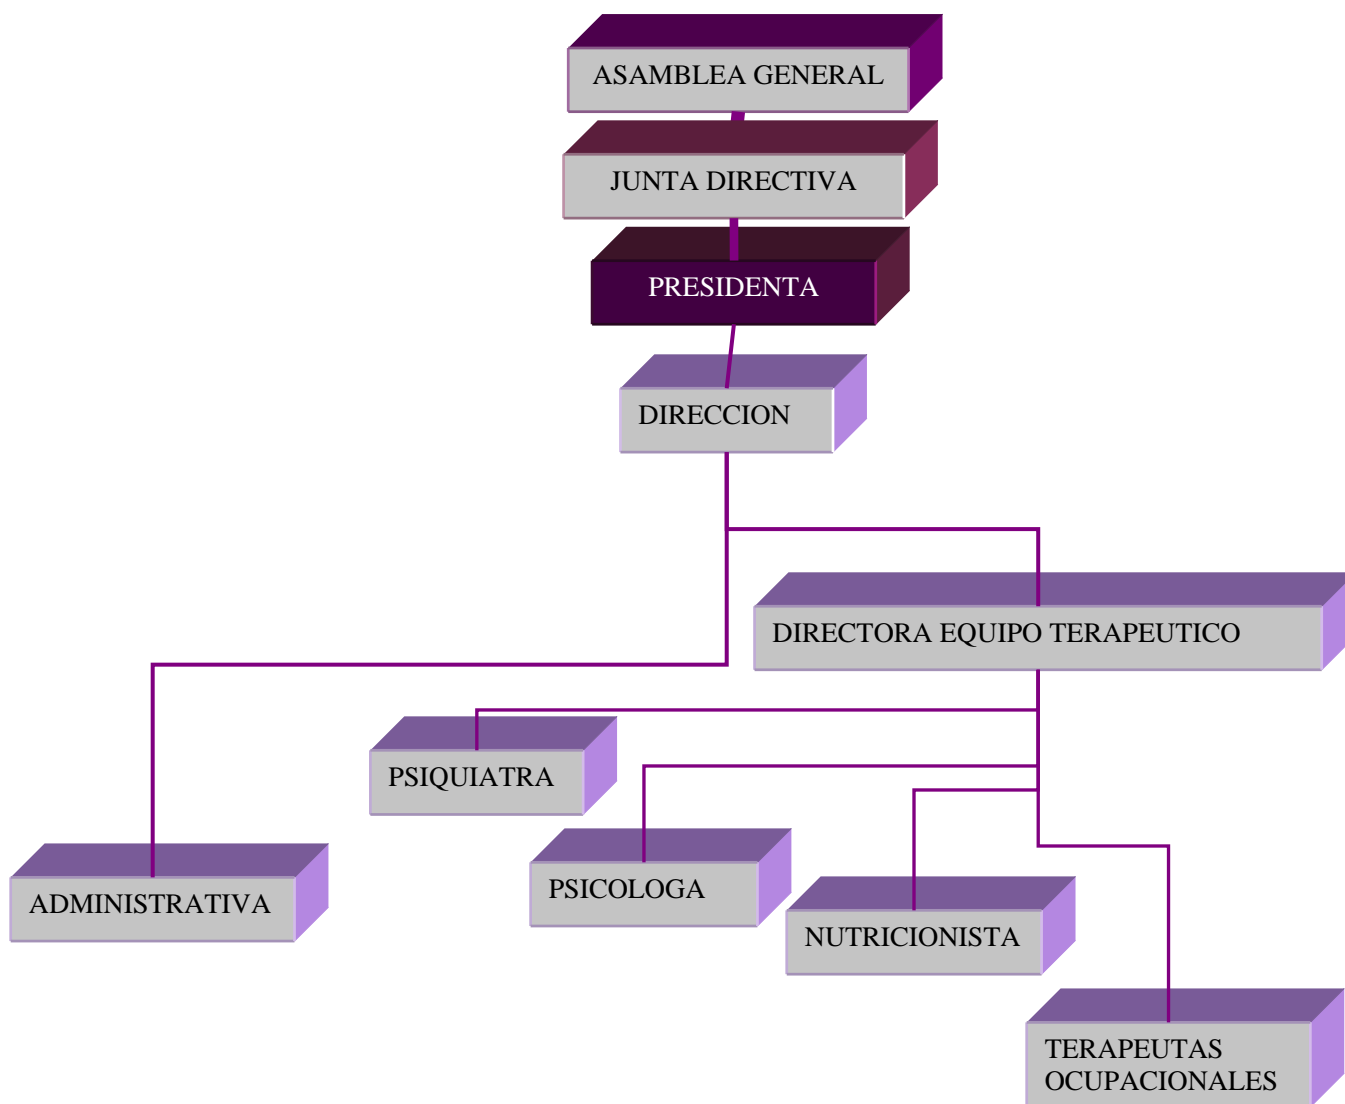 ASAMBLEA GENERAL
JUNTA DIRECTIVA
PRESIDENTA
DIRECCION
DIRECTORA EQUIPO TERAPEUTICO
PSIQUIATRA
ADMINISTRATIVA
PSICOLOGA
NUTRICIONISTA
TERAPEUTAS
OCUPACIONALES